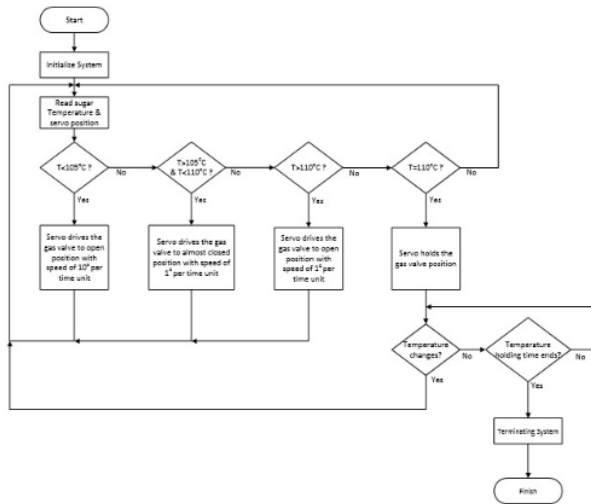 Start
Initialize System
Read sugar
Temperature &
servo position
T<105°C ?
No
T>105°C
& T<110°C ?
No
T>110°C ?
No
T=110°C ?
No
Yes
Yes
Yes
Yes
Servo drives the
gas valve to open
position with
speed of 10° per
time unit
Servo drives the gas
valve to almost closed
position with speed of
1° per time unit
Servo drives the
gas valve to open
position with
speed of 1° per
time unit
Servo holds the
gas valve position
Temperature
changes?
No
Temperature
holding time ends?
No
Yes
Yes
Terminating System
Finish